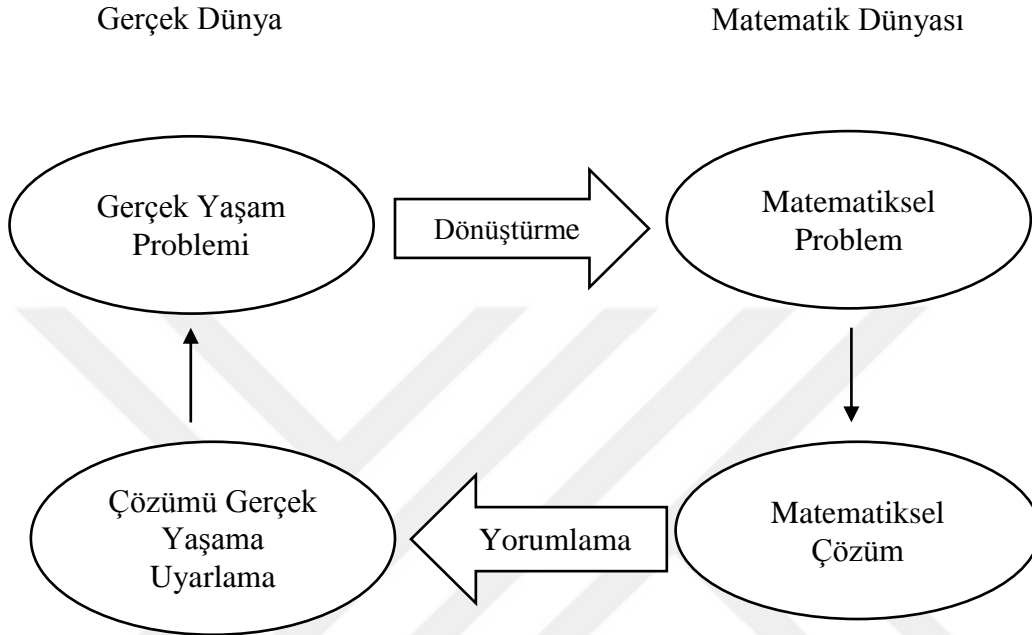 Gerçek Dünya
Matematik Dünyası
Gerçek Yaşam
Problemi
Dönüştürme
Matematiksel
Problem
Çözümü Gerçek
Yaşama
Uyarlama
Yorumlama
Matematiksel
Çözüm